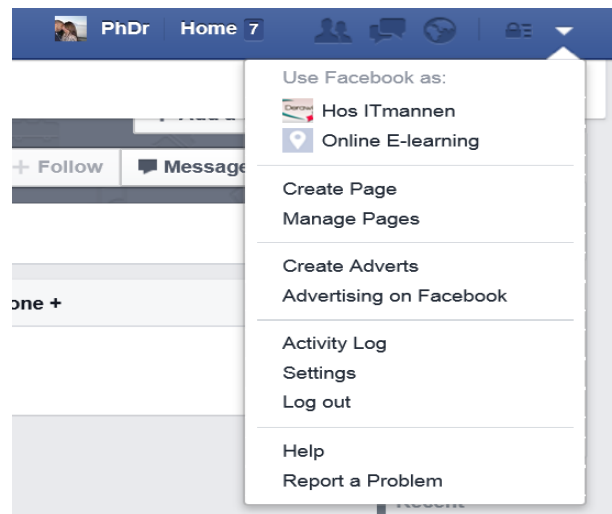 PhDr Home 7
Use Facebook as:
Hos ITmannen
Online E-learning
+ Follow Message
Create Page
Manage Pages
Create Adverts
Advertising on Facebook
one +
Activity Log
Settings
Log out
Help
Report a Problem
Recent